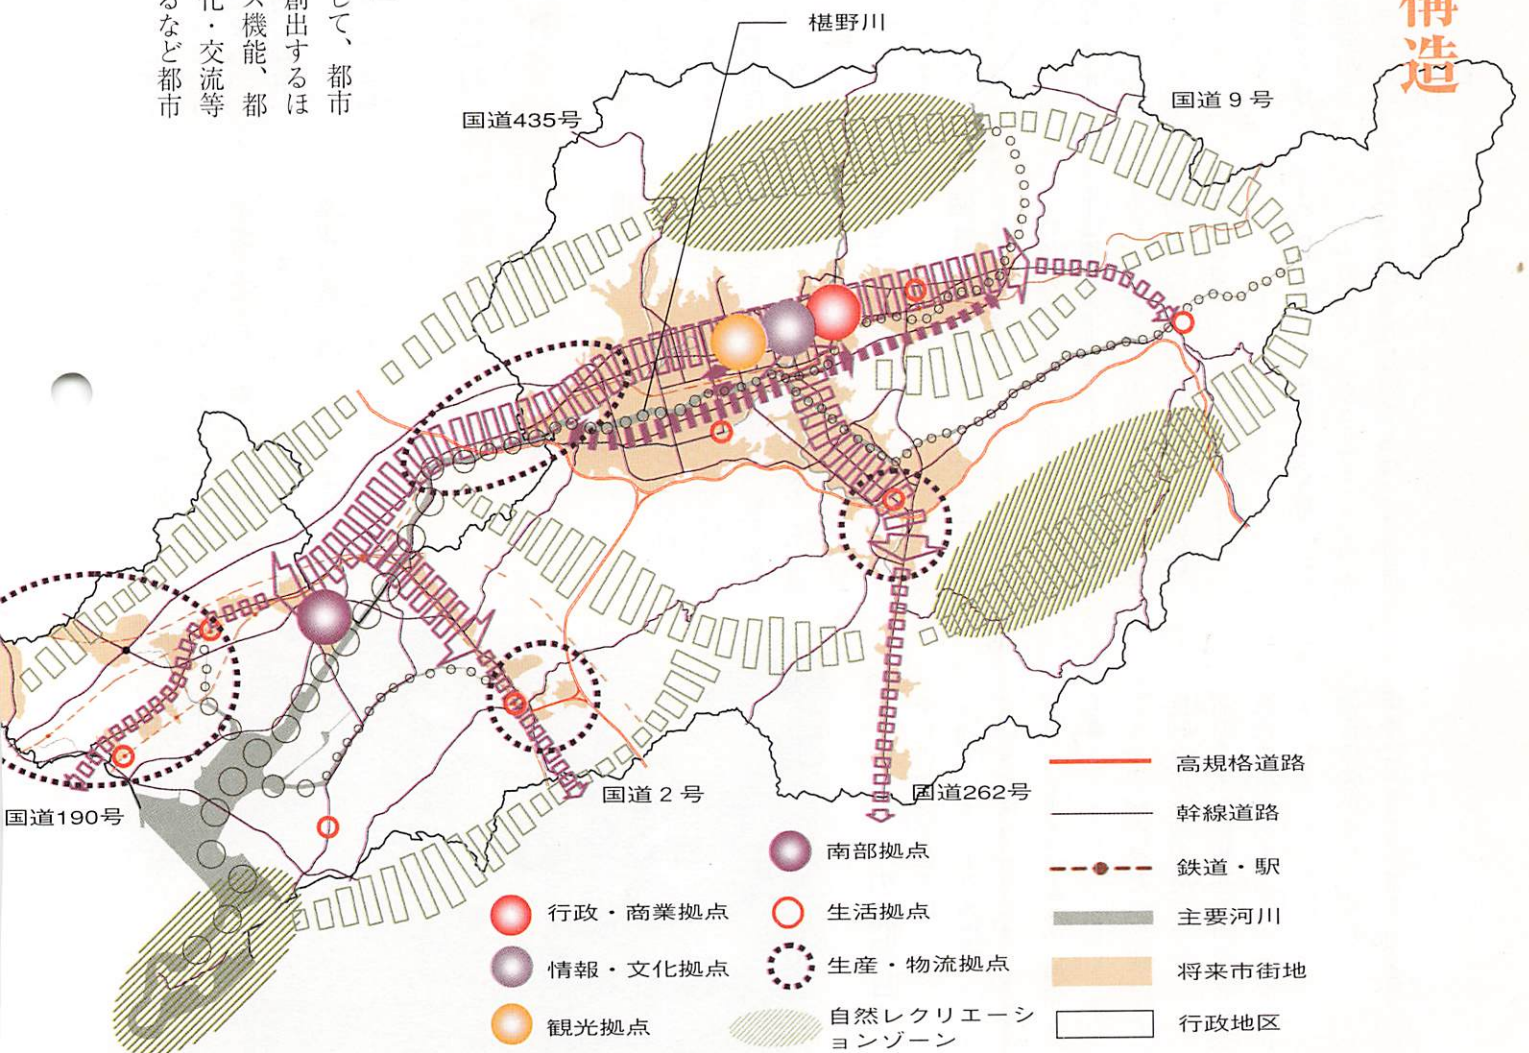 構造
して、都市
創出するほ
ス機能、都
化・交流等
るなど都市
椹野川
国道435号
国道9号
国道190号
国道2号
国道262号
南部拠点
行政・商業拠点
生活拠点
情報・文化拠点
生産・物流拠点
観光拠点
自然レクリエーシ
ョンゾーン
高規格道路
幹線道路
鉄道・駅
主要河川
将来市街地
行政地区